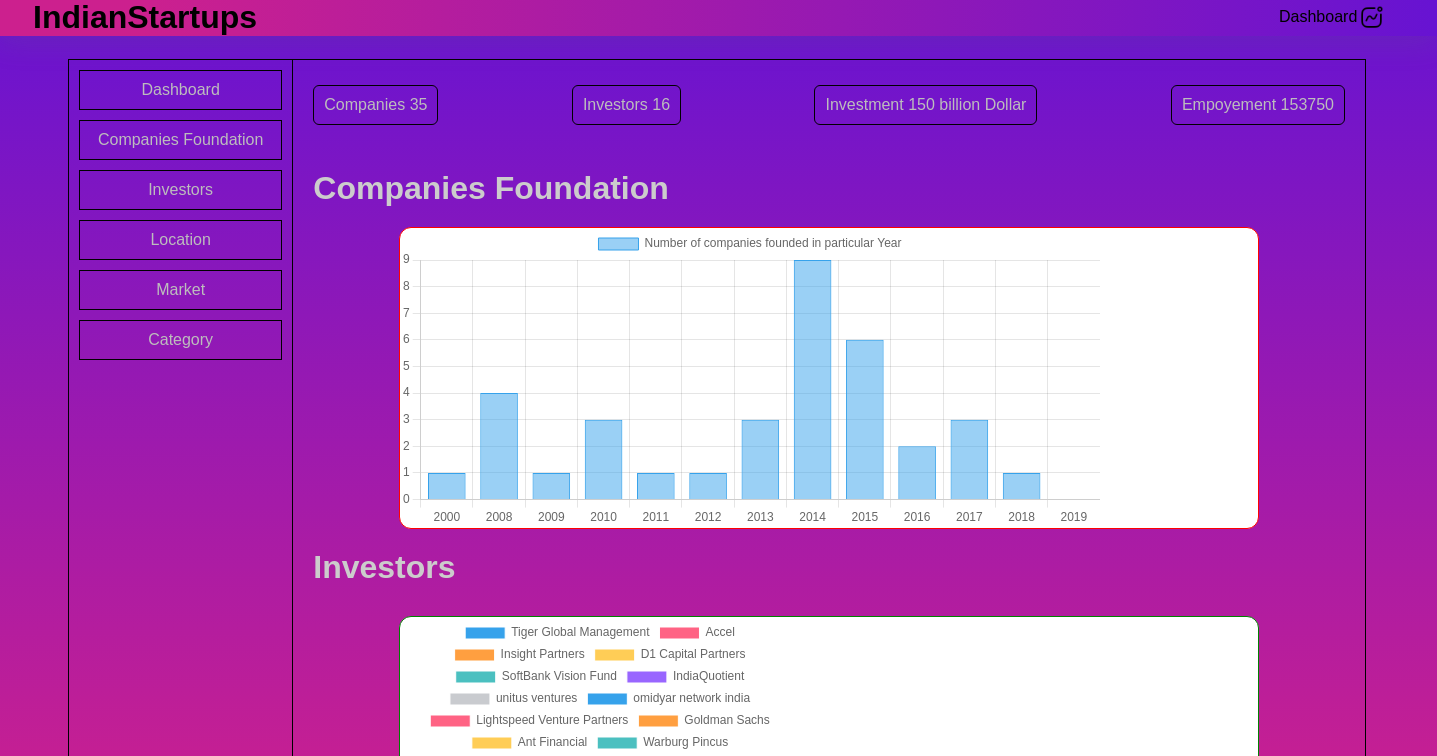 IndianStartups
Dashboard
Dashboard
Companies Foundation
Investors
Location
Market
Category
Companies 35
Investors 16
Investment 150 billion Dollar
Empoyement 153750
Companies Foundation
Number of companies founded in particular Year
9
8
7
6
5
4
3
2
1
0
2000 2008 2009 2010 2011 2012 2013 2014 2015 2016 2017 2018 2019
Investors
Tiger Global Management Accel
Insight Partners D1 Capital Partners
SoftBank Vision Fund IndiaQuotient
unitus ventures omidyar network india
Lightspeed Venture Partners Goldman Sachs
Ant Financial Warburg Pincus